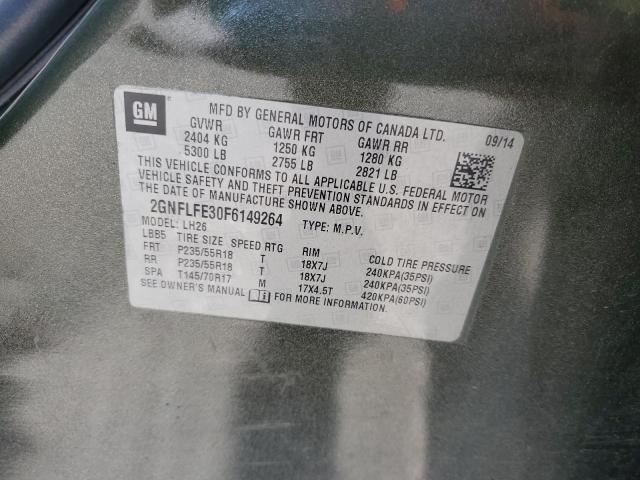 GM
MFD BY GENERAL MOTORS OF CANADA LTD.
09/14
GVWR GAWR FRT GAWR RR
2404 KG 1250 KG 1280 KG
5300 LB 2755 LB 2821 LB
THIS VEHICLE CONFORMS TO ALL APPLICABLE U.S. FEDERAL MOTOR
VEHICLE SAFETY AND THEFT PREVENTION STANDARDS IN EFFECT ON
THE DATE OF MANUFACTURE SHOWN ABOVE.
2GNFLFE30F6149264 TYPE: M.P.V.
MODEL: LH26
LBB5 TIRE SIZE SPEED RTG RIM COLD TIRE PRESSURE
FRT P235/55R18 T 18X7J 240KPA(35PSI)
RR P235/55R18 T 18X7J 240KPA(35PSI)
SPA T145/70R17 M 17X4.5T 420KPA(60PSI)
SEE OWNER'S MANUAL FOR MORE INFORMATION.